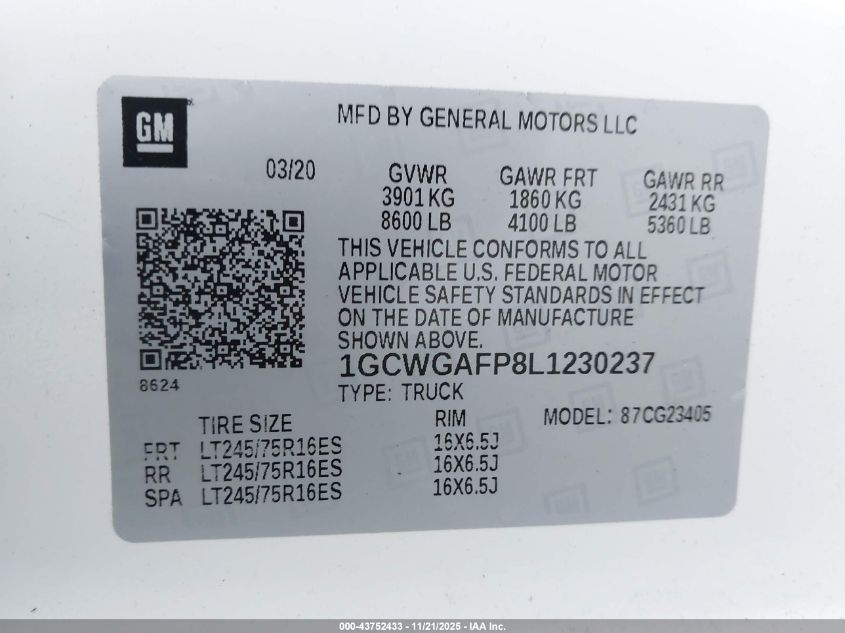 GM
MFD BY GENERAL MOTORS LLC
03/20
GVWR GAWR FRT GAWR RR
3901 KG 1860 KG 2431 KG
8600 LB 4100 LB 5360 LB
THIS VEHICLE CONFORMS TO ALL
APPLICABLE U.S. FEDERAL MOTOR
VEHICLE SAFETY STANDARDS IN EFFECT
ON THE DATE OF MANUFACTURE
SHOWN ABOVE.
1GCWGAFP8L1230237
8624
TYPE: TRUCK
MODEL: 87CG23405
TIRE SIZE RIM
FRT LT245/75R16ES 16X6.5J
RR LT245/75R16ES 16X6.5J
SPA LT245/75R16ES 16X6.5J
000-43752433 - 11/21/2025 - IAA Inc.